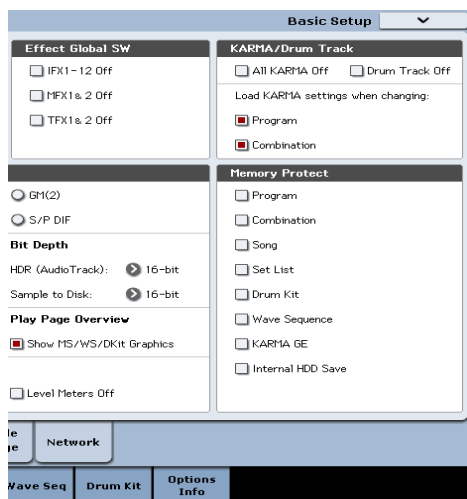 Basic Setup
Effect Global SW
IFX1-12 Off
MFX1& 2 Off
TFX1& 2 Off
KARMA/Drum Track
All KARMA Off Drum Track Off
Load KARMA settings when changing:
Program
Combination
GM(2)
S/P DIF
Bit Depth
HDR (AudioTrack): 16-bit
Sample to Disk: 16-bit
Play Page Overview
Show MS/WS/DKit Graphics
Level Meters Off
Memory Protect
Program
Combination
Song
Set List
Drum Kit
Wave Sequence
KARMA GE
Internal HDD Save
Network
Wave Seq Drum Kit Options
Info